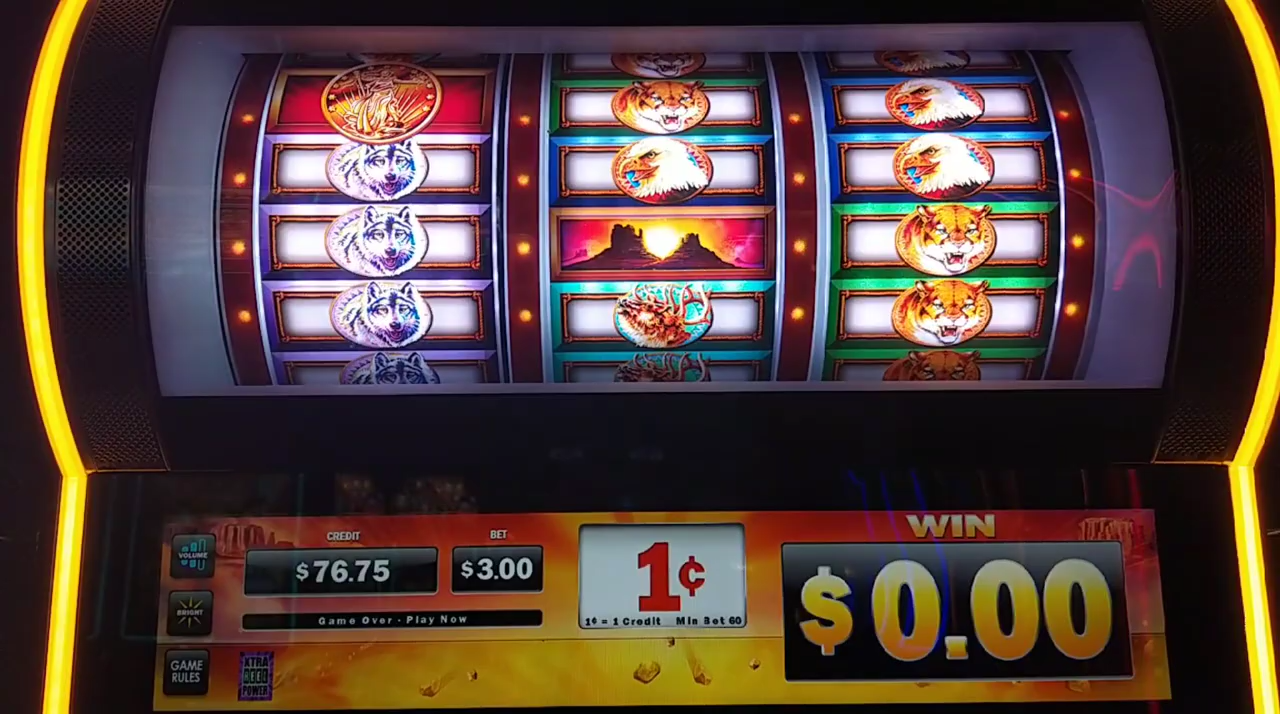 VOLUME
CREDIT
BET
$76.75
$3.00
1¢
WIN
$0.00
BRIGHT
Game Over - Play Now
1¢ = 1 Credit Min Bet 60
GAME
RULES
XTRA
REEL
POWER